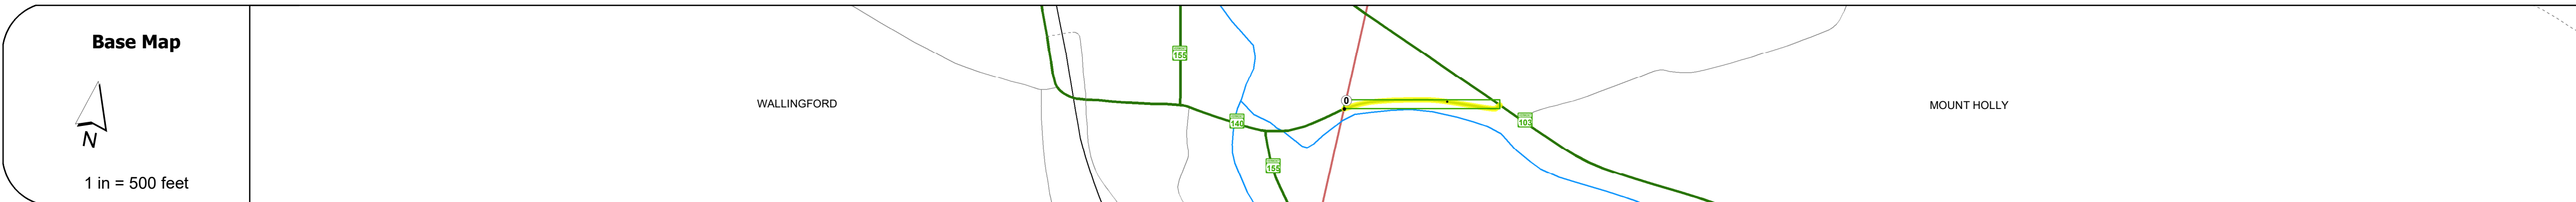 Base Map
N
1 in = 500 feet
WALLINGFORD
155
140
155
0
103
MOUNT HOLLY